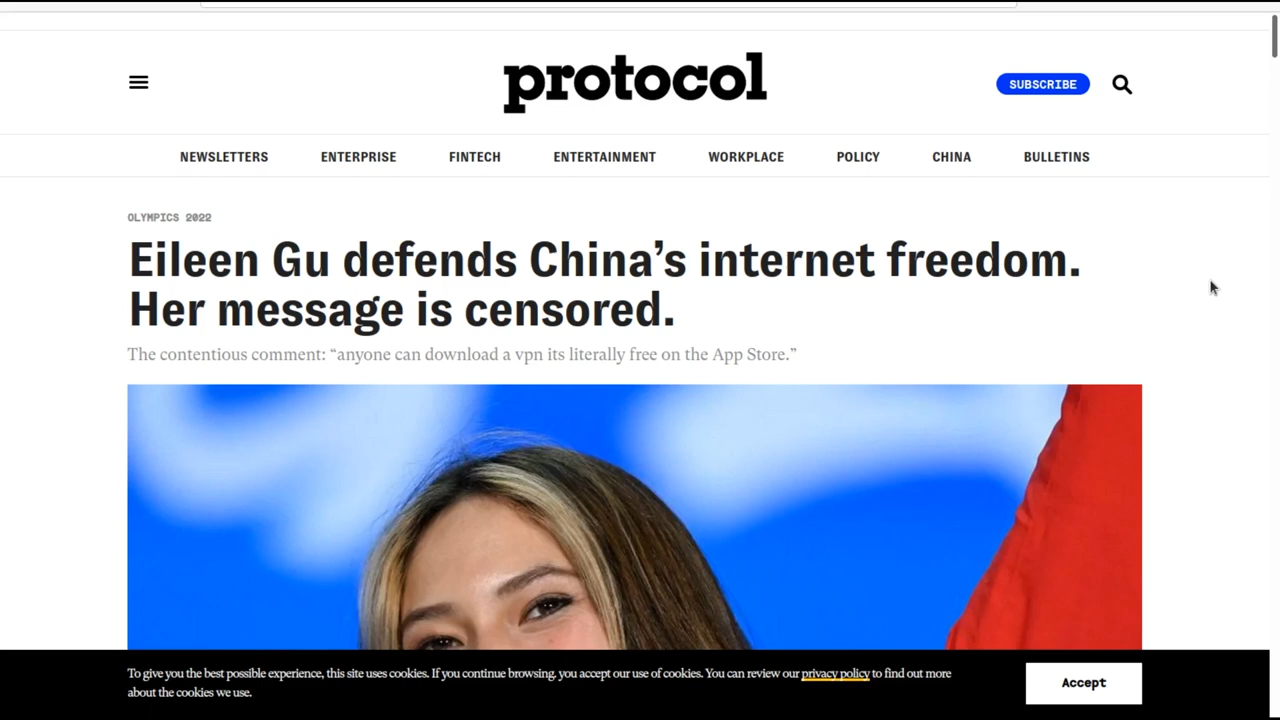 protocol
SUBSCRIBE
NEWSLETTERS ENTERPRISE FINTECH ENTERTAINMENT WORKPLACE POLICY CHINA BULLETINS
OLYMPICS 2022
Eileen Gu defends China’s internet freedom.
Her message is censored.
The contentious comment: “anyone can download a vpn its literally free on the App Store.”
To give you the best possible experience, this site uses cookies. If you continue browsing. you accept our use of cookies. You can review our privacy policy to find out more
about the cookies we use.
Accept